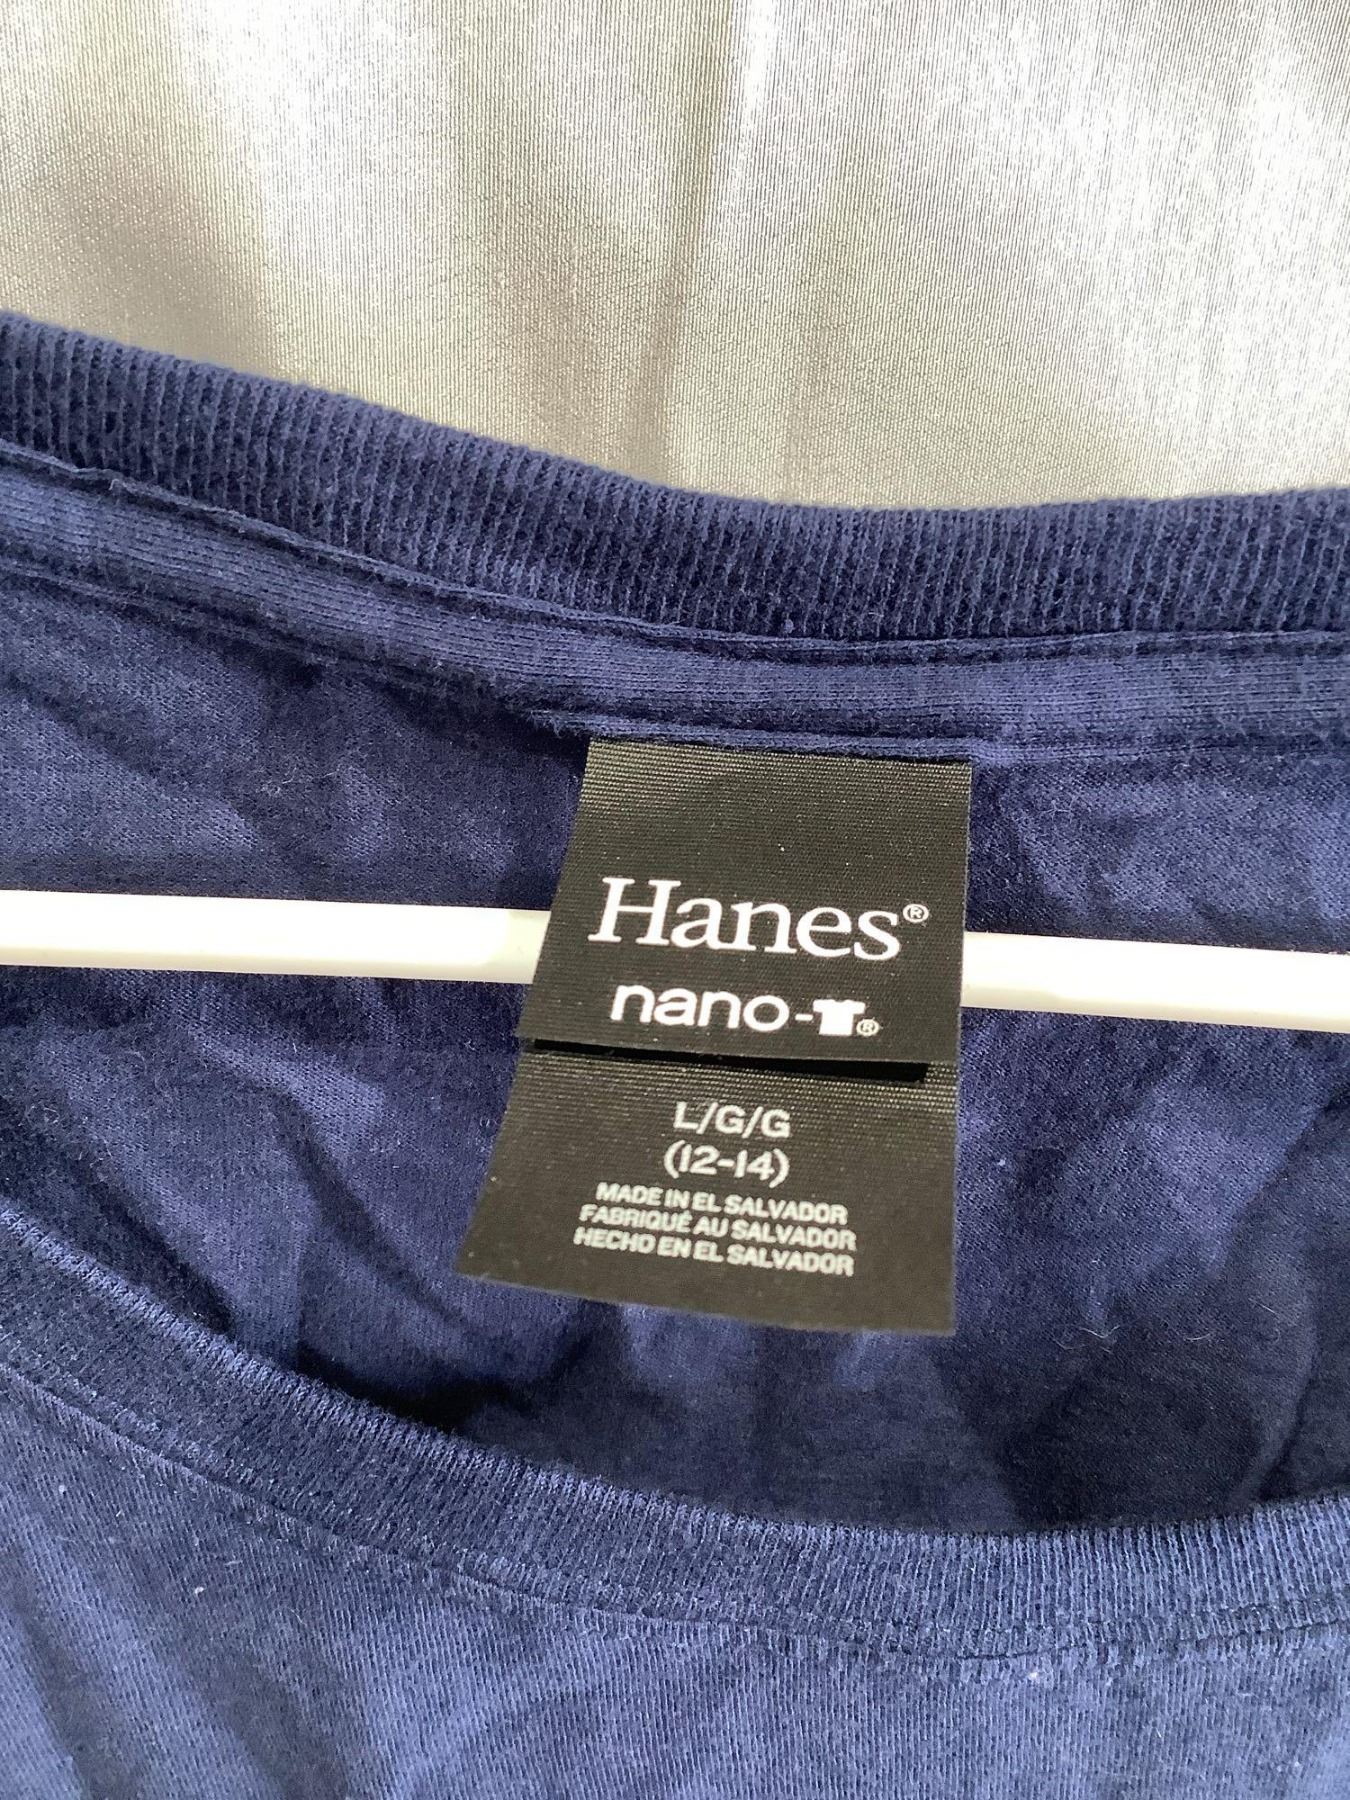 Hanes®
nano-T®
L/G/G
(12-14)
MADE IN EL SALVADOR
FABRIQUÉ AU SALVADOR
HECHO EN EL SALVADOR